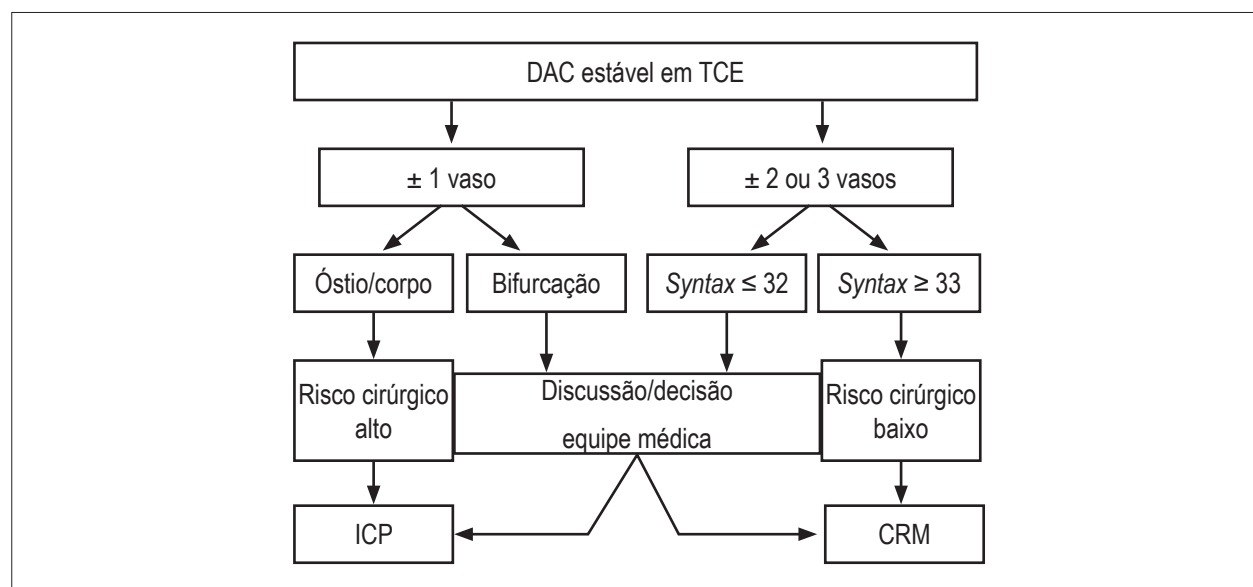 DAC estável em TCE
± 1 vaso
± 2 ou 3 vasos
Óstio/corpo
Bifurcação
Syntax ≤ 32
Syntax ≥ 33
Risco cirúrgico
alto
Discussão/decisão
equipe médica
Risco cirúrgico
baixo
ICP
CRM